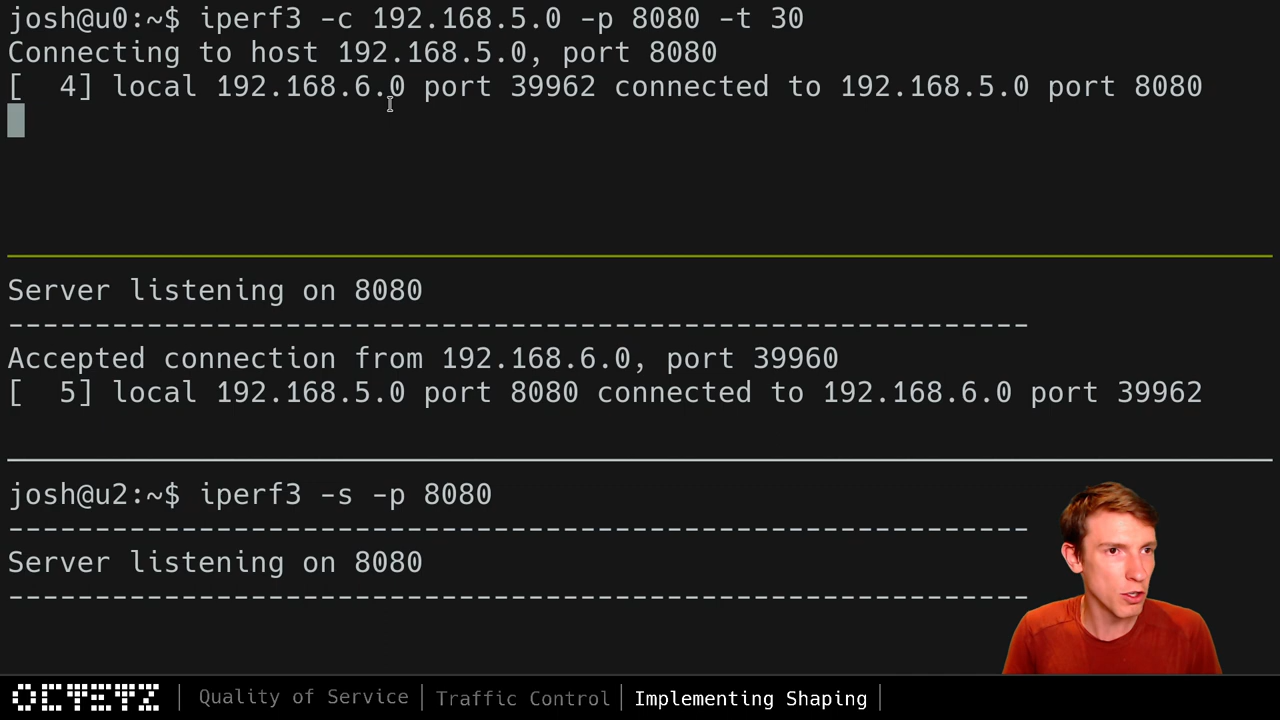 josh@u0:~$ iperf3 -c 192.168.5.0 -p 8080 -t 30
Connecting to host 192.168.5.0, port 8080
[  4] local 192.168.6.0 port 39962 connected to 192.168.5.0 port 8080
Server listening on 8080
-----------------------------------------------------------
Accepted connection from 192.168.6.0, port 39960
[  5] local 192.168.5.0 port 8080 connected to 192.168.6.0 port 39962
josh@u2:~$ iperf3 -s -p 8080
-----------------------------------------------------------
Server listening on 8080
-----------------------------------------------------------
OCTETZ | Quality of Service | Traffic Control | Implementing Shaping |